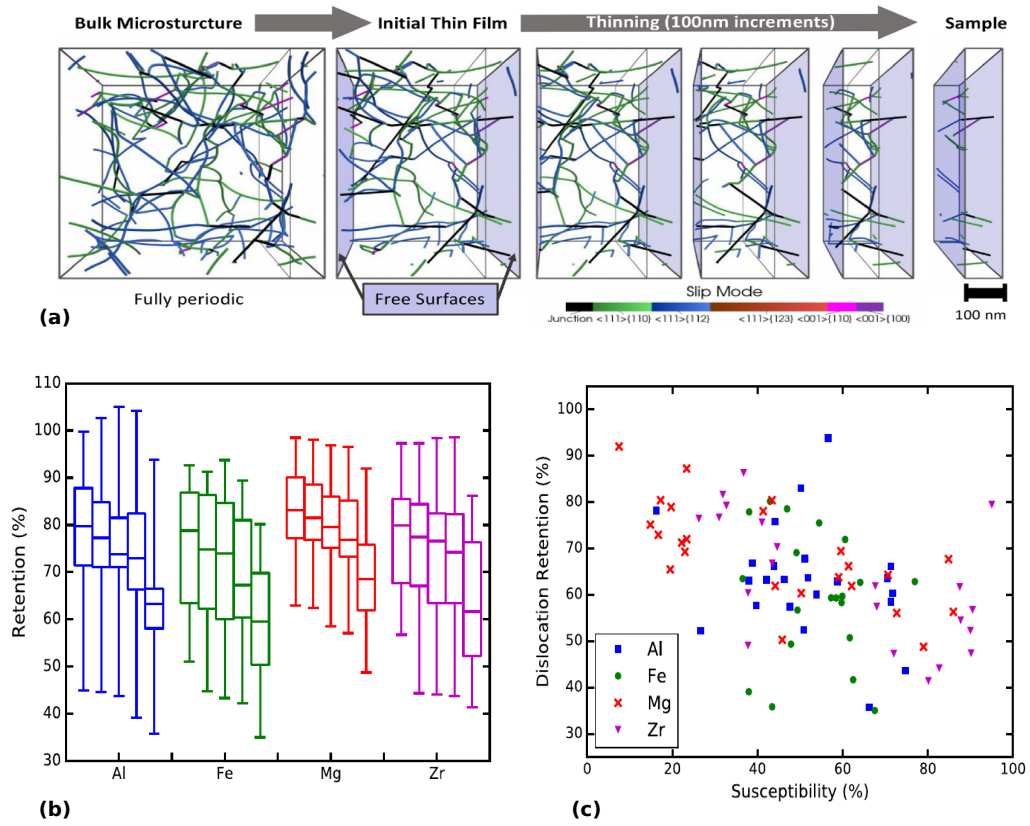 Bulk Microsturcture
Initial Thin Film
Thinning (100nm increments)
Sample
Fully periodic
Free Surfaces
Slip Mode
Junction <111>{110} <111>{112} <111>{123} <001>{110} <001>{100}
100 nm
(a)
110
100
90
80
70
60
50
40
30
Retention (%)
Al Fe Mg Zr
(b)
100
90
80
70
60
50
40
30
Dislocation Retention (%)
Al
Fe
Mg
Zr
0 20 40 60 80 100
Susceptibility (%)
(c)